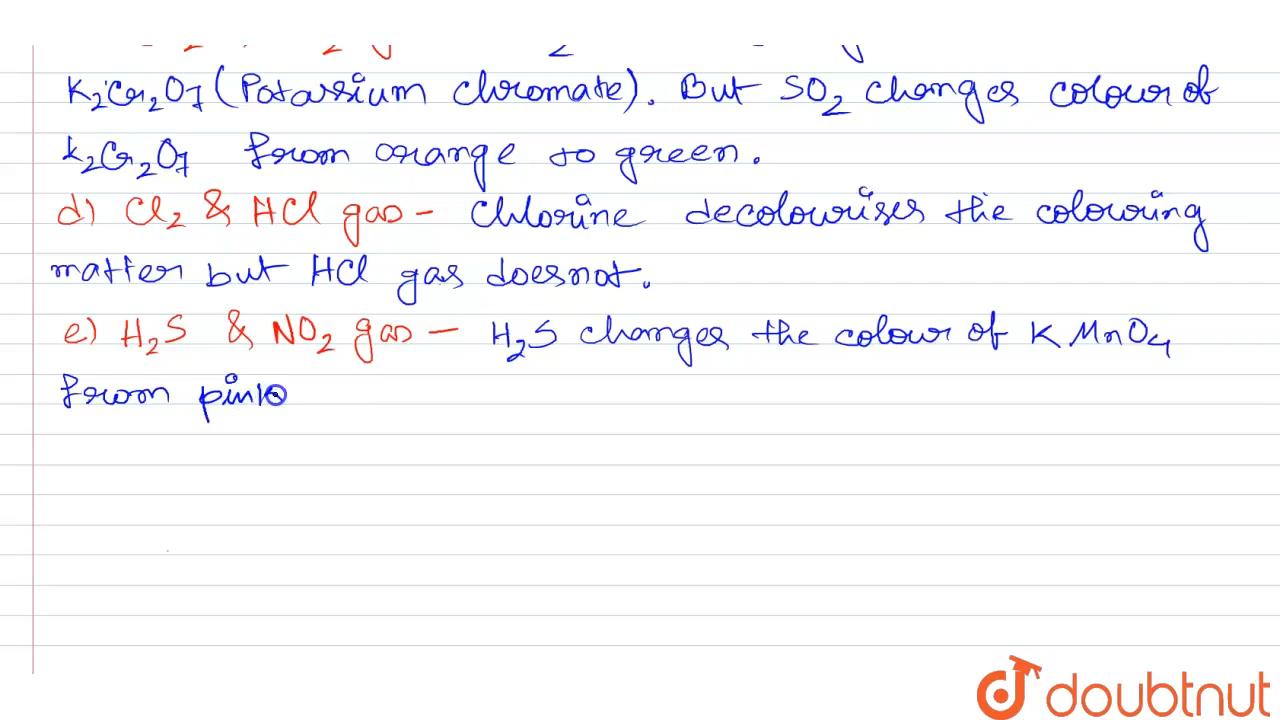 K2Cr2O7 (Potassium chromate). But SO2 changes colour of
K2Cr2O7 from orange to green.
d) Cl2 & HCl gas - Chlorine decolourises the colouring
matter but HCl gas doesnot.
e) H2S & NO2 gas - H2S changes the colour of KMnO4
from pink
doubtnut